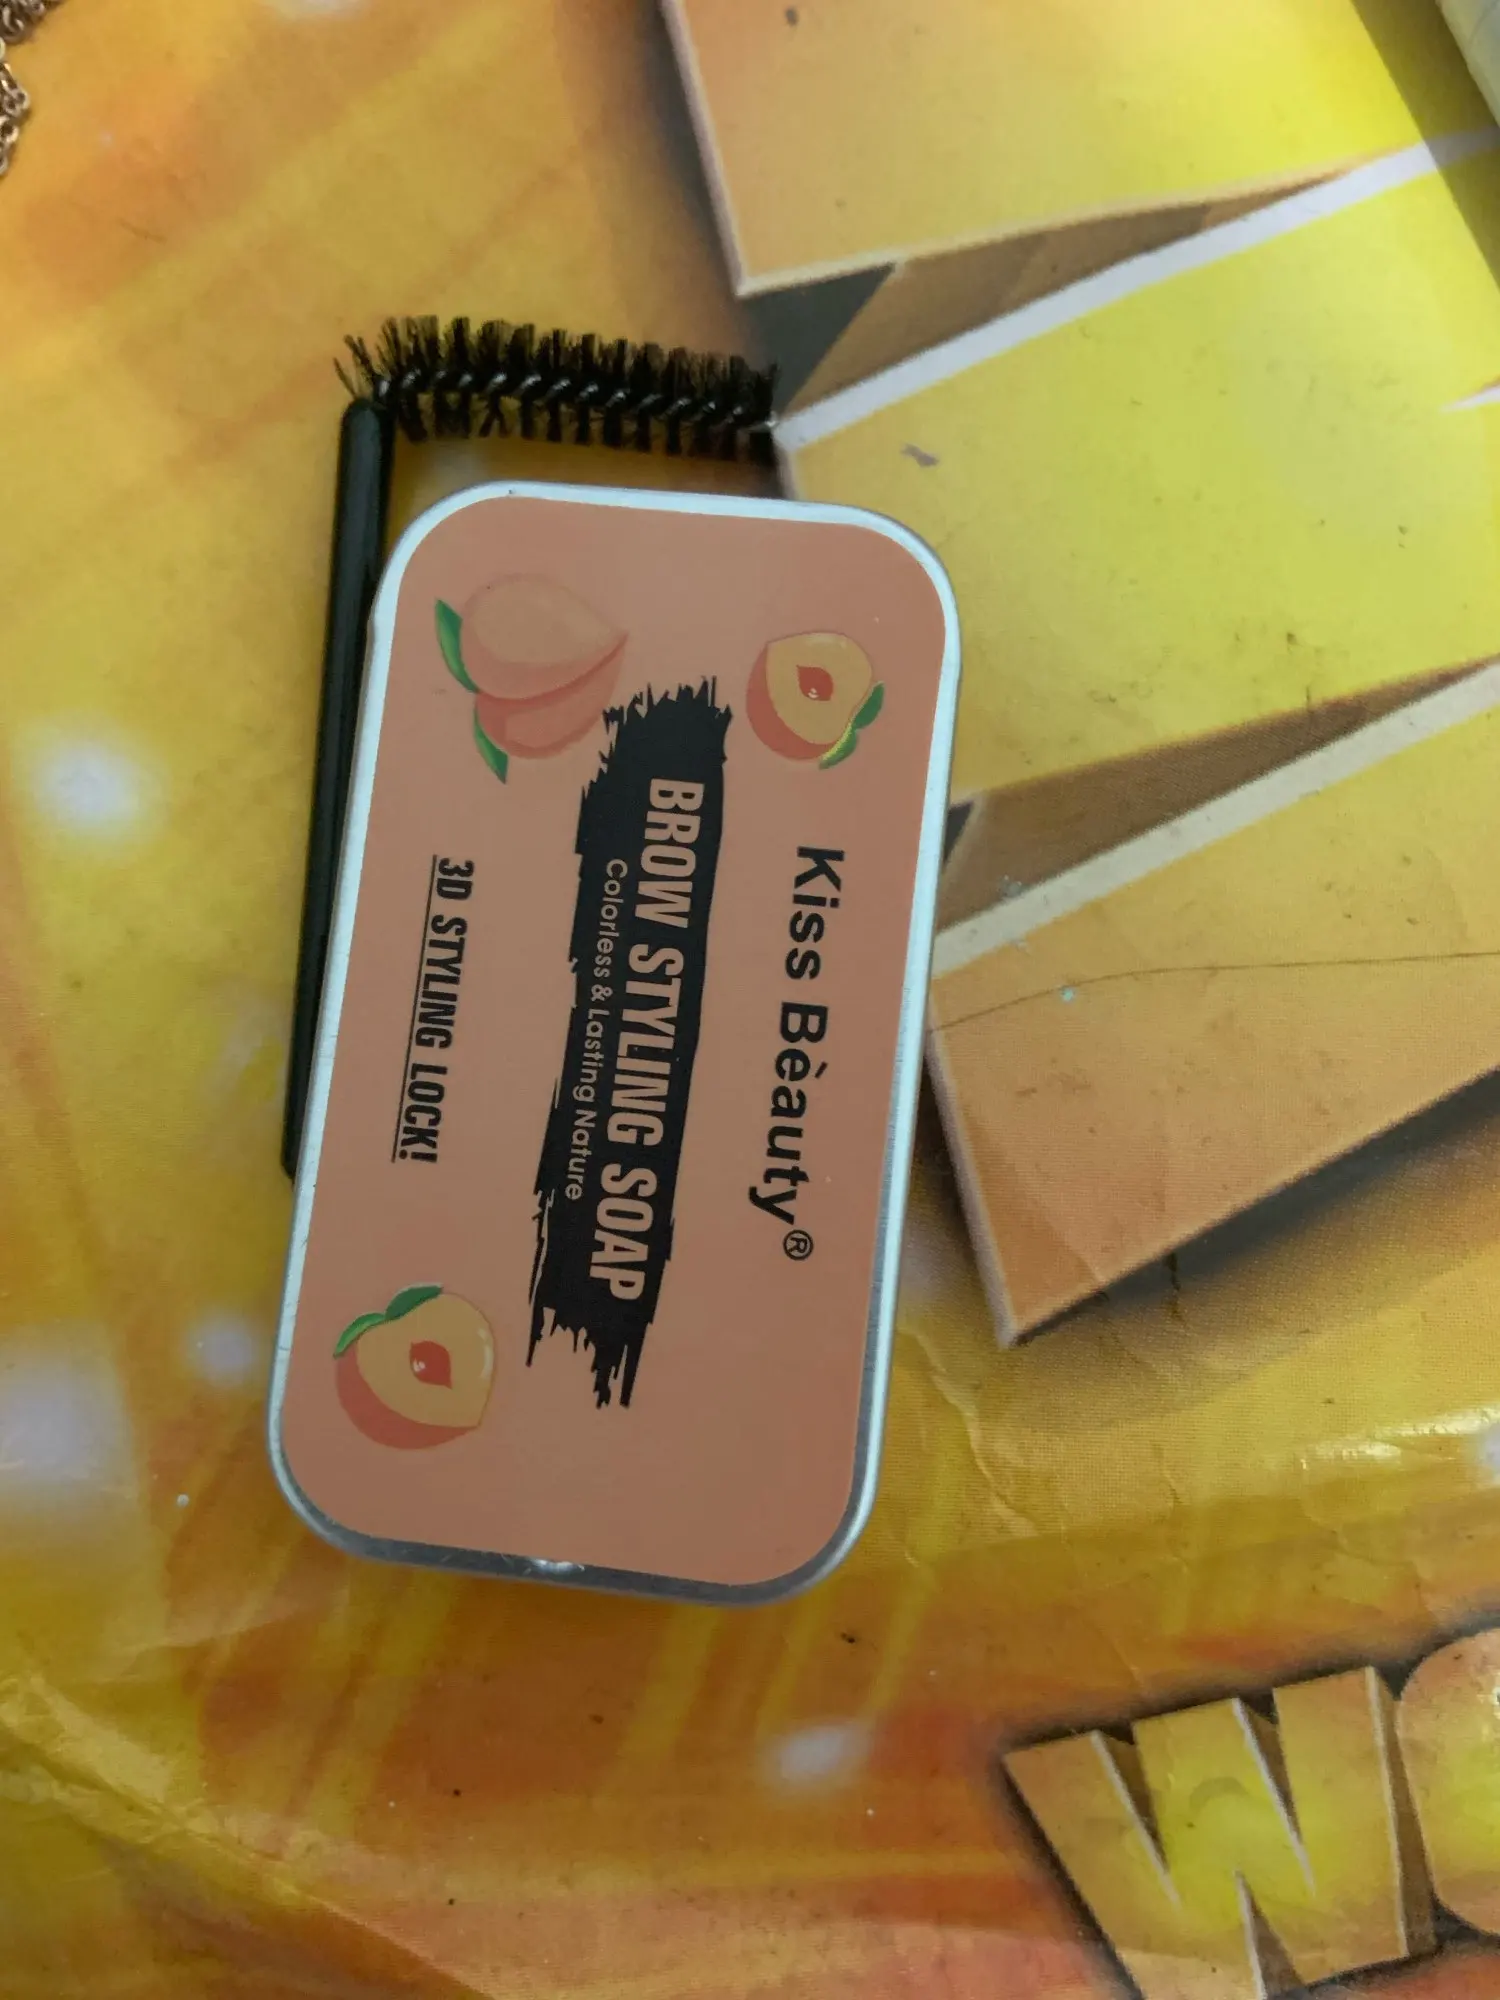 Kiss Bèauty®
BROW STYLING SOAP
Colorless & Lasting Nature
3D STYLING LOCK!